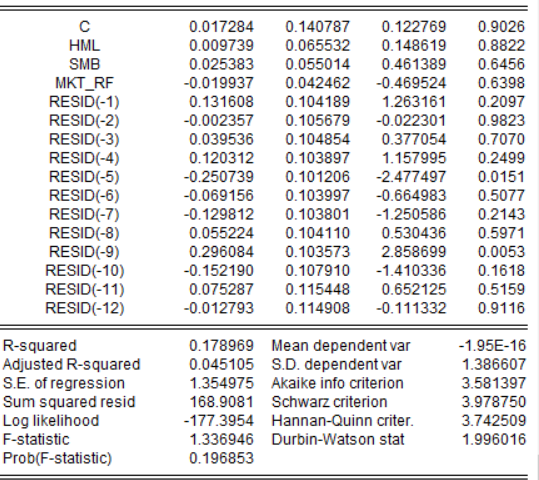 C 0.017284 0.140787 0.122769 0.9026
HML 0.009739 0.065532 0.148619 0.8822
SMB 0.025383 0.055014 0.461389 0.6456
MKT_RF -0.019937 0.042462 -0.469524 0.6398
RESID(-1) 0.131608 0.104189 1.263161 0.2097
RESID(-2) -0.002357 0.105679 -0.022301 0.9823
RESID(-3) 0.039536 0.104854 0.377054 0.7070
RESID(-4) 0.120312 0.103897 1.157995 0.2499
RESID(-5) -0.250739 0.101206 -2.477497 0.0151
RESID(-6) -0.069156 0.103997 -0.664983 0.5077
RESID(-7) -0.129812 0.103801 -1.250586 0.2143
RESID(-8) 0.055224 0.104110 0.530436 0.5971
RESID(-9) 0.296084 0.103573 2.858699 0.0053
RESID(-10) -0.152190 0.107910 -1.410336 0.1618
RESID(-11) 0.075287 0.115448 0.652125 0.5159
RESID(-12) -0.012793 0.114908 -0.111332 0.9116
R-squared 0.178969 Mean dependent var -1.95E-16
Adjusted R-squared 0.045105 S.D. dependent var 1.386607
S.E. of regression 1.354975 Akaike info criterion 3.581397
Sum squared resid 168.9081 Schwarz criterion 3.978750
Log likelihood -177.3954 Hannan-Quinn criter. 3.742509
F-statistic 1.336946 Durbin-Watson stat 1.996016
Prob(F-statistic) 0.196853